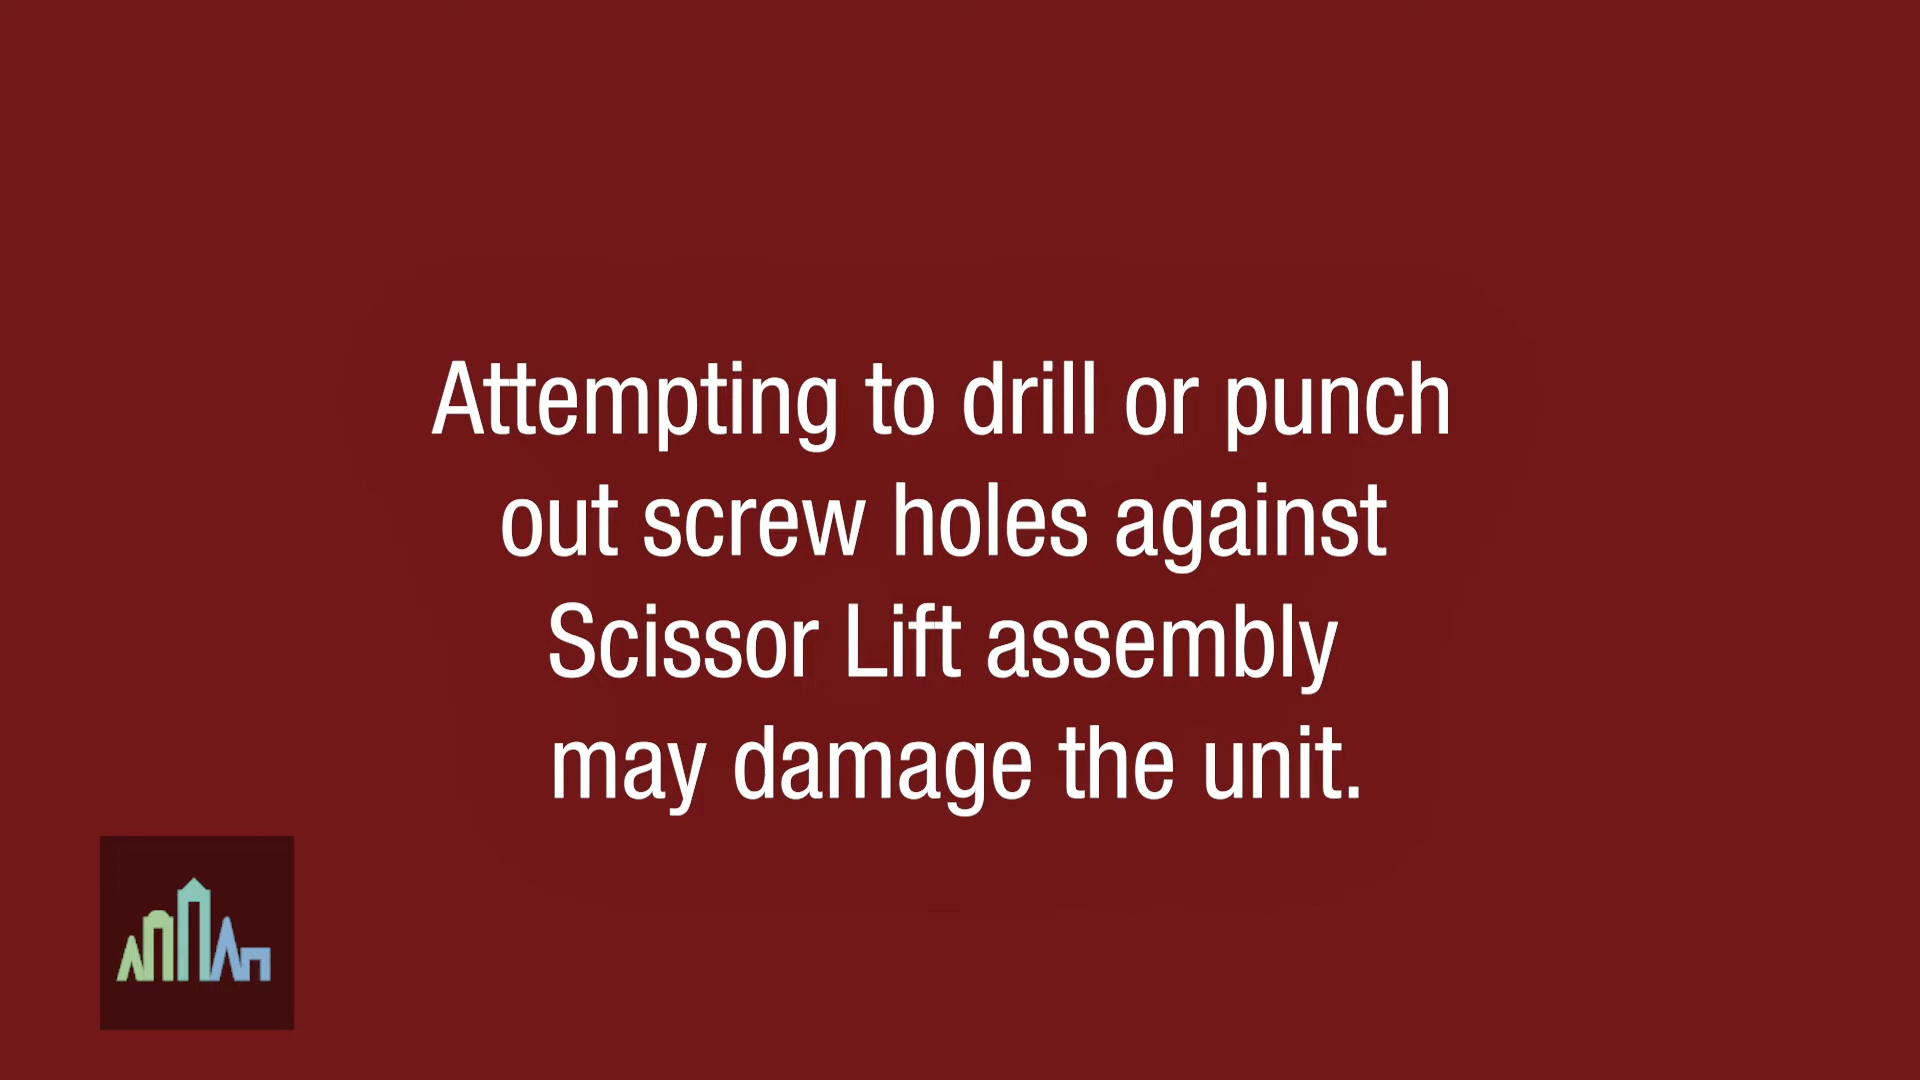 Attempting to drill or punch
out screw holes against
Scissor Lift assembly
may damage the unit.